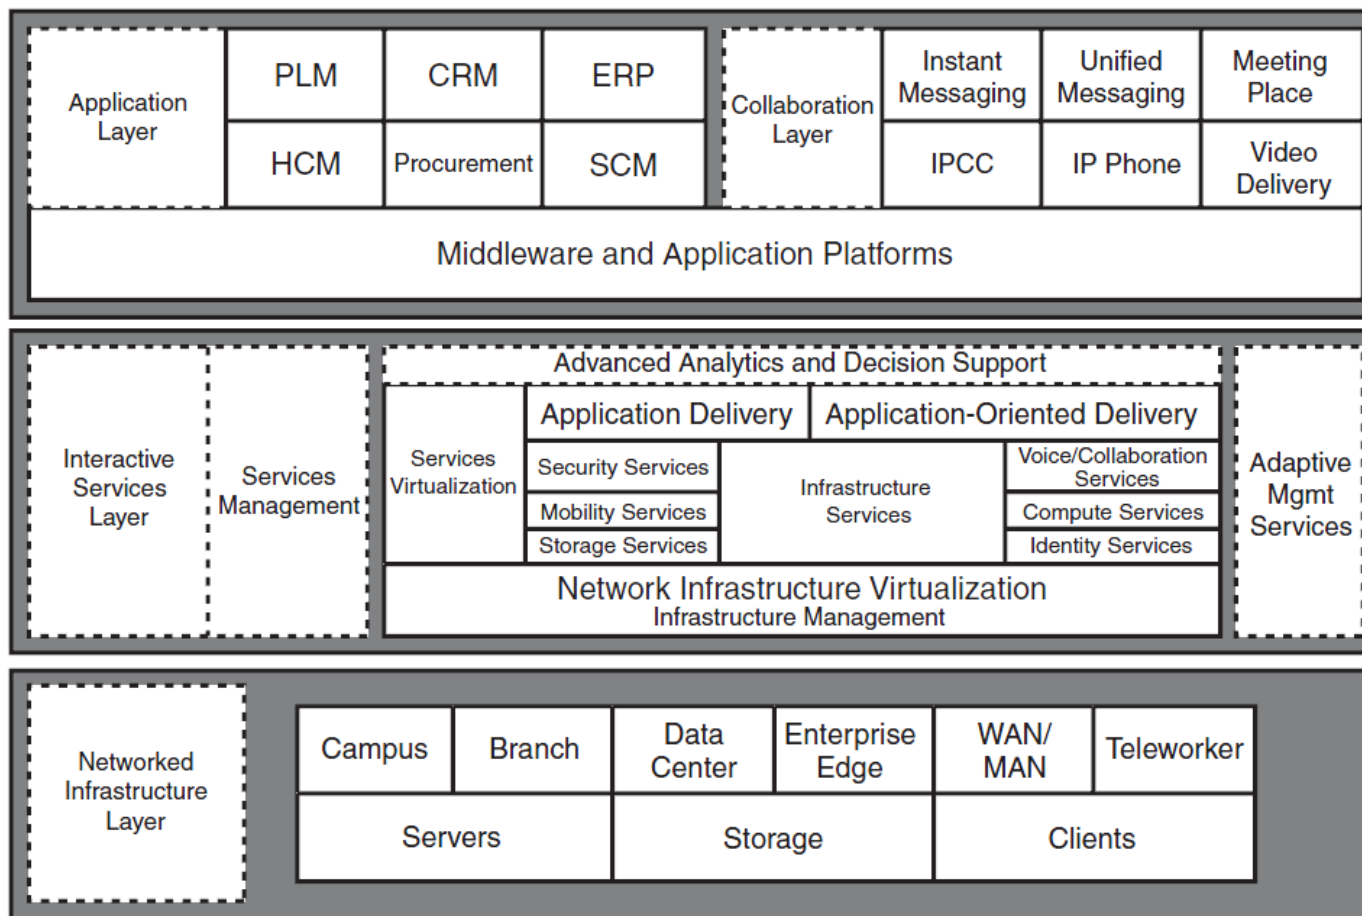 Application
Layer
PLM
CRM
ERP
HCM
Procurement
SCM
Collaboration
Layer
Instant
Messaging
Unified
Messaging
Meeting
Place
IPCC
IP Phone
Video
Delivery
Middleware and Application Platforms
Interactive
Services
Layer
Services
Management
Advanced Analytics and Decision Support
Services
Virtualization
Application Delivery
Application-Oriented Delivery
Security Services
Mobility Services
Storage Services
Infrastructure
Services
Voice/Collaboration
Services
Compute Services
Identity Services
Network Infrastructure Virtualization
Infrastructure Management
Adaptive
Mgmt
Services
Networked
Infrastructure
Layer
Campus
Branch
Data
Center
Enterprise
Edge
WAN/
MAN
Teleworker
Servers
Storage
Clients